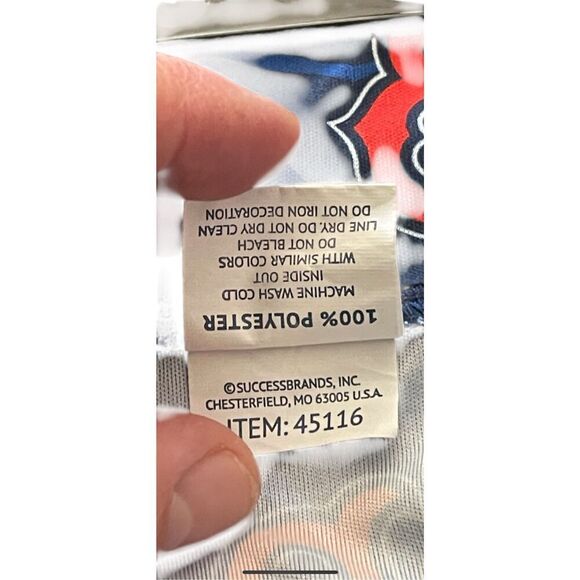 100% POLYESTER
MACHINE WASH COLD
INSIDE OUT
WITH SIMILAR COLORS
DO NOT BLEACH
LINE DRY. DO NOT DRY CLEAN
DO NOT IRON DECORATION
©SUCCESSBRANDS, INC.
CHESTERFIELD, MO 63005 U.S.A.
ITEM: 45116